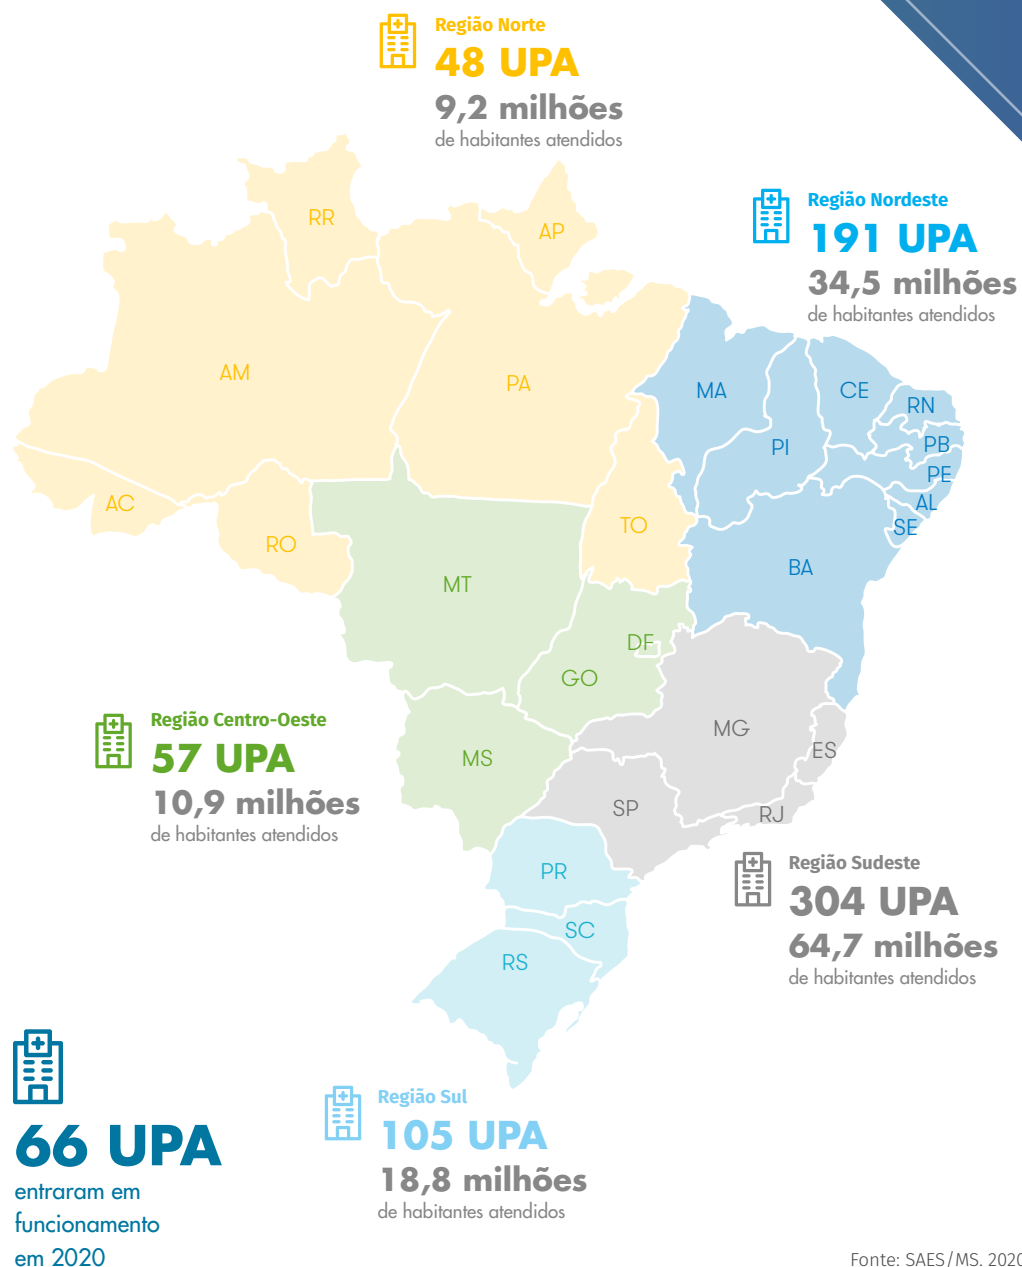 Região Norte
48 UPA
9,2 milhões
de habitantes atendidos
Região Nordeste
191 UPA
34,5 milhões
de habitantes atendidos
RR
AP
AM
PA
MA
CE
RN
PI
PB
PE
AC
AL
TO
SE
RO
BA
MT
DF
GO
MG
ES
MS
SP
RJ
Região Centro-Oeste
57 UPA
10,9 milhões
de habitantes atendidos
PR
SC
RS
Região Sudeste
304 UPA
64,7 milhões
de habitantes atendidos
Região Sul
105 UPA
18,8 milhões
de habitantes atendidos
66 UPA
entraram em
funcionamento
em 2020
Fonte: SAES/MS. 2020